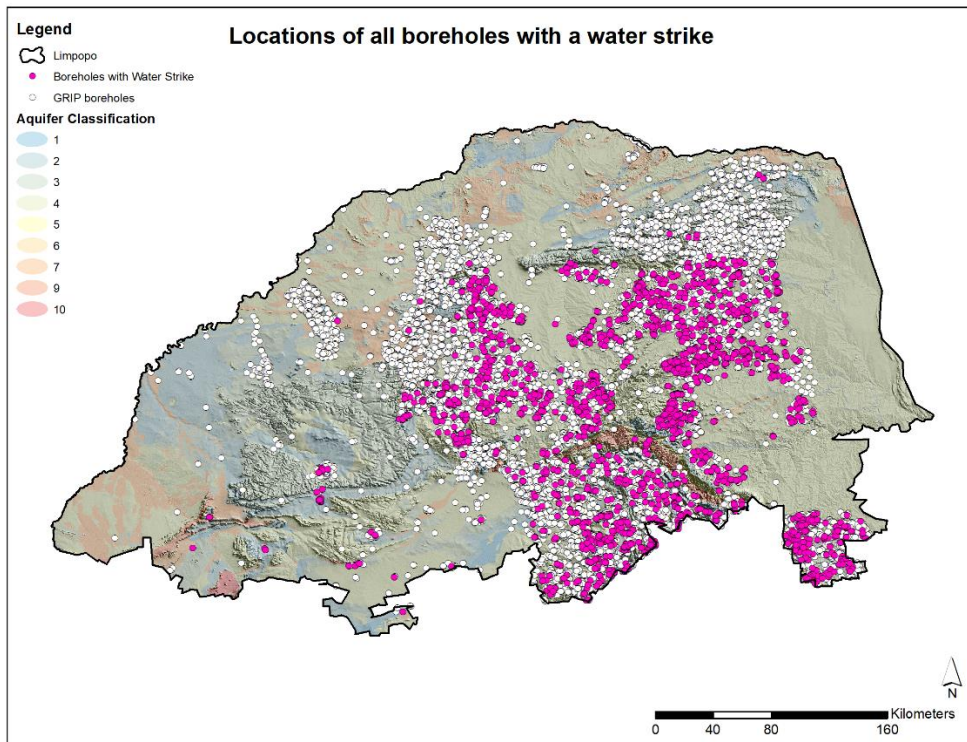 Locations of all boreholes with a water strike
Legend
Limpopo
Boreholes with Water Strike
GRIP boreholes
Aquifer Classification
1
2
3
4
5
6
7
9
10
N
Kilometers
0 40 80 160